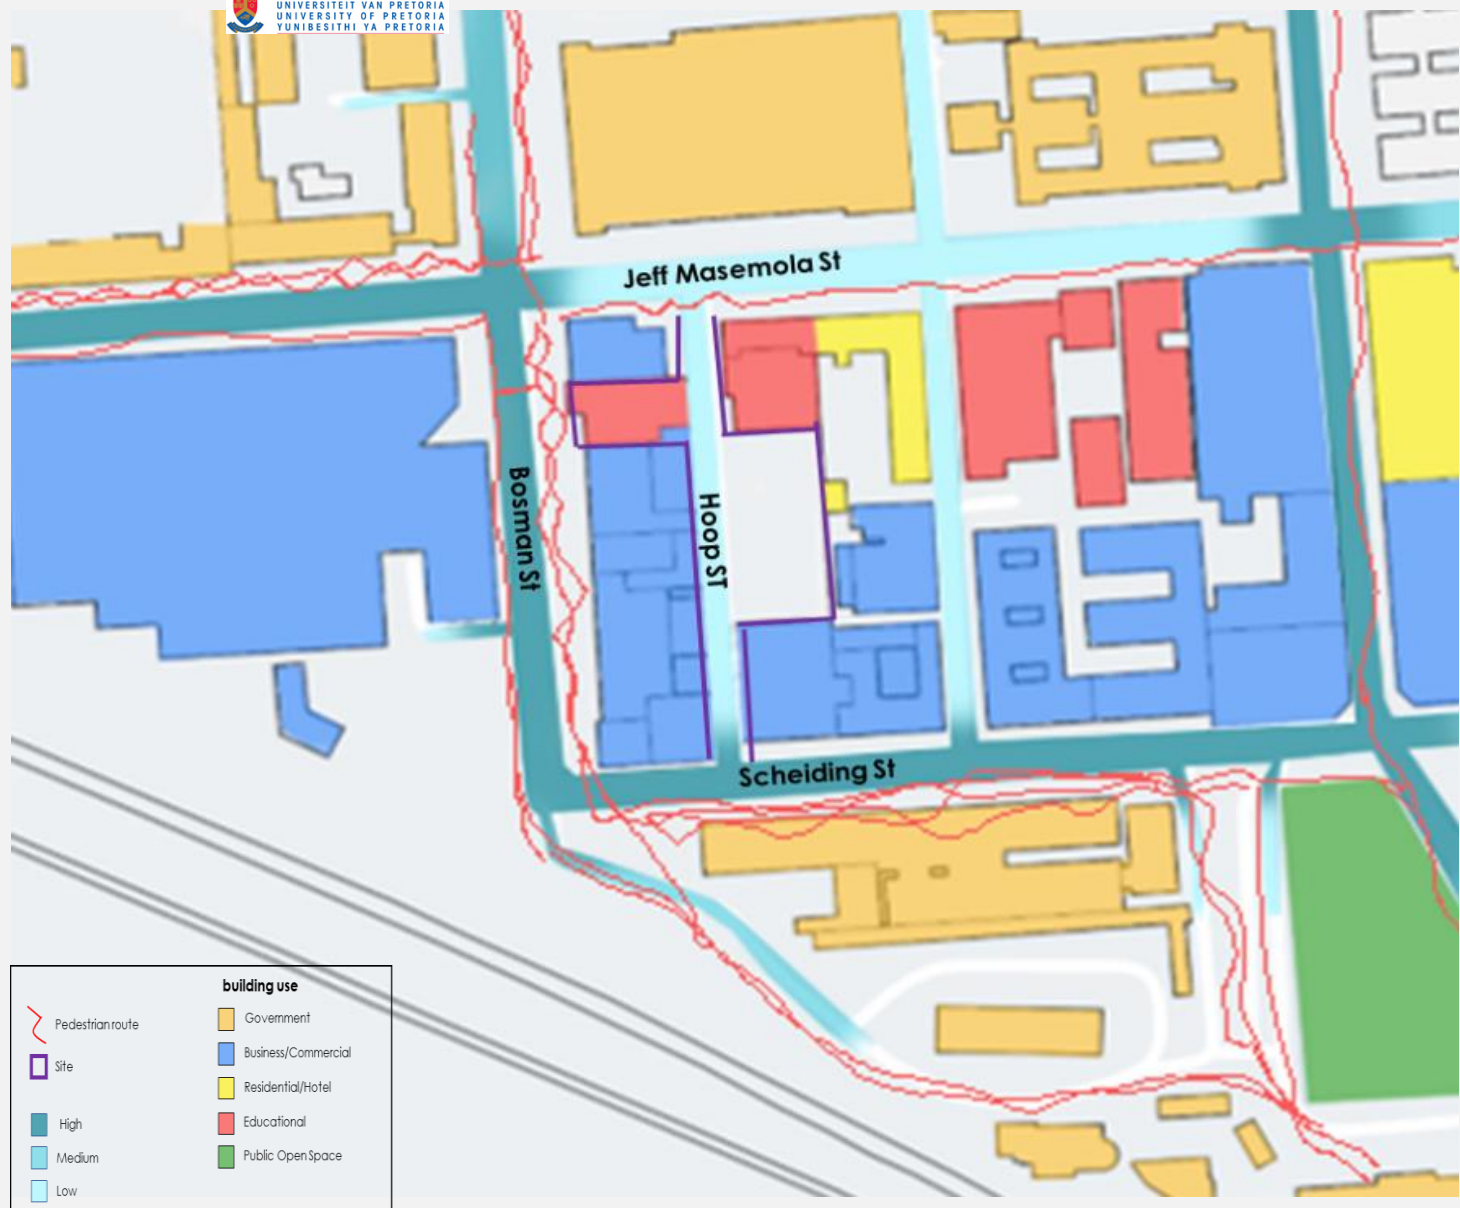 UNIVERSITEIT VAN PRETORIA
UNIVERSITY OF PRETORIA
YUNIBESITHI YA PRETORIA
Jeff Masemola St
Bosman St
Hoop ST
Scheiding St
building use
Pedestrian route
Site
High
Medium
Low
Government
Business/Commercial
Residential/Hotel
Educational
Public Open Space